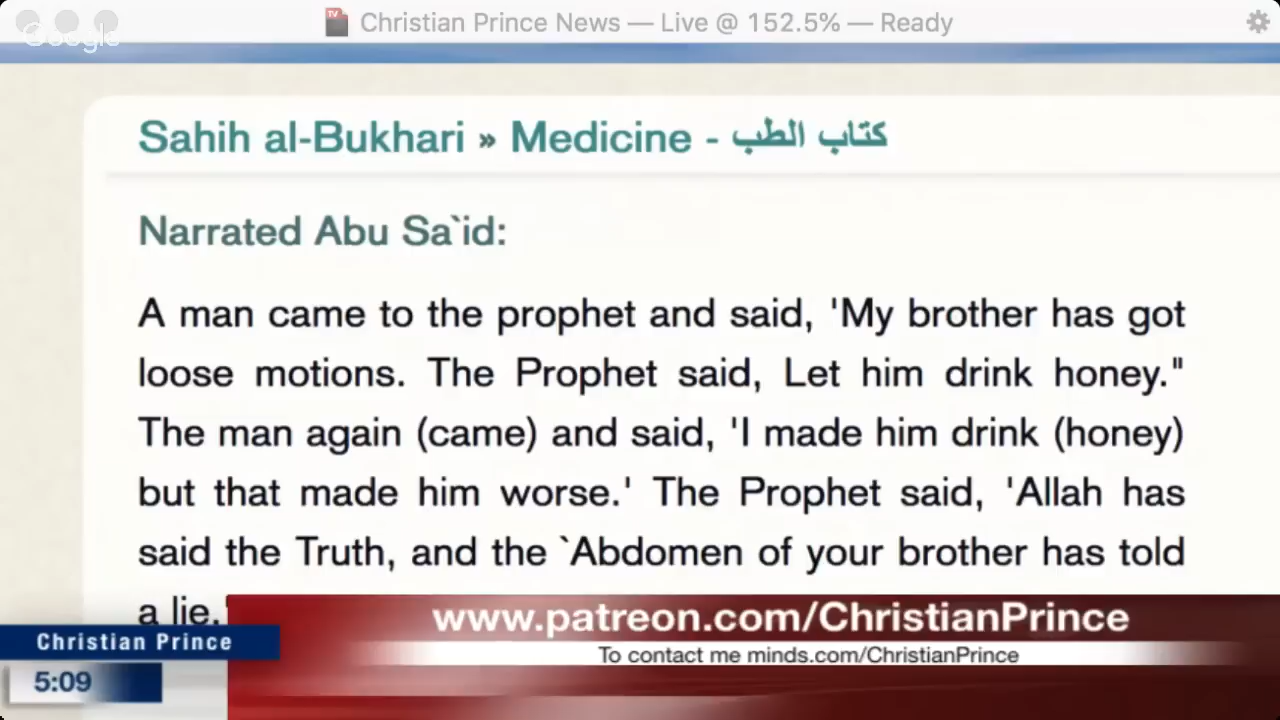 Christian Prince News — Live @ 152.5% — Ready
Google
Sahih al-Bukhari » Medicine - كتاب الطب
Narrated Abu Sa`id:
A man came to the prophet and said, 'My brother has got
loose motions. The Prophet said, Let him drink honey."
The man again (came) and said, 'I made him drink (honey)
but that made him worse.' The Prophet said, 'Allah has
said the Truth, and the `Abdomen of your brother has told
a lie.'
www.patreon.com/ChristianPrince
To contact me minds.com/ChristianPrince
Christian Prince
5:09